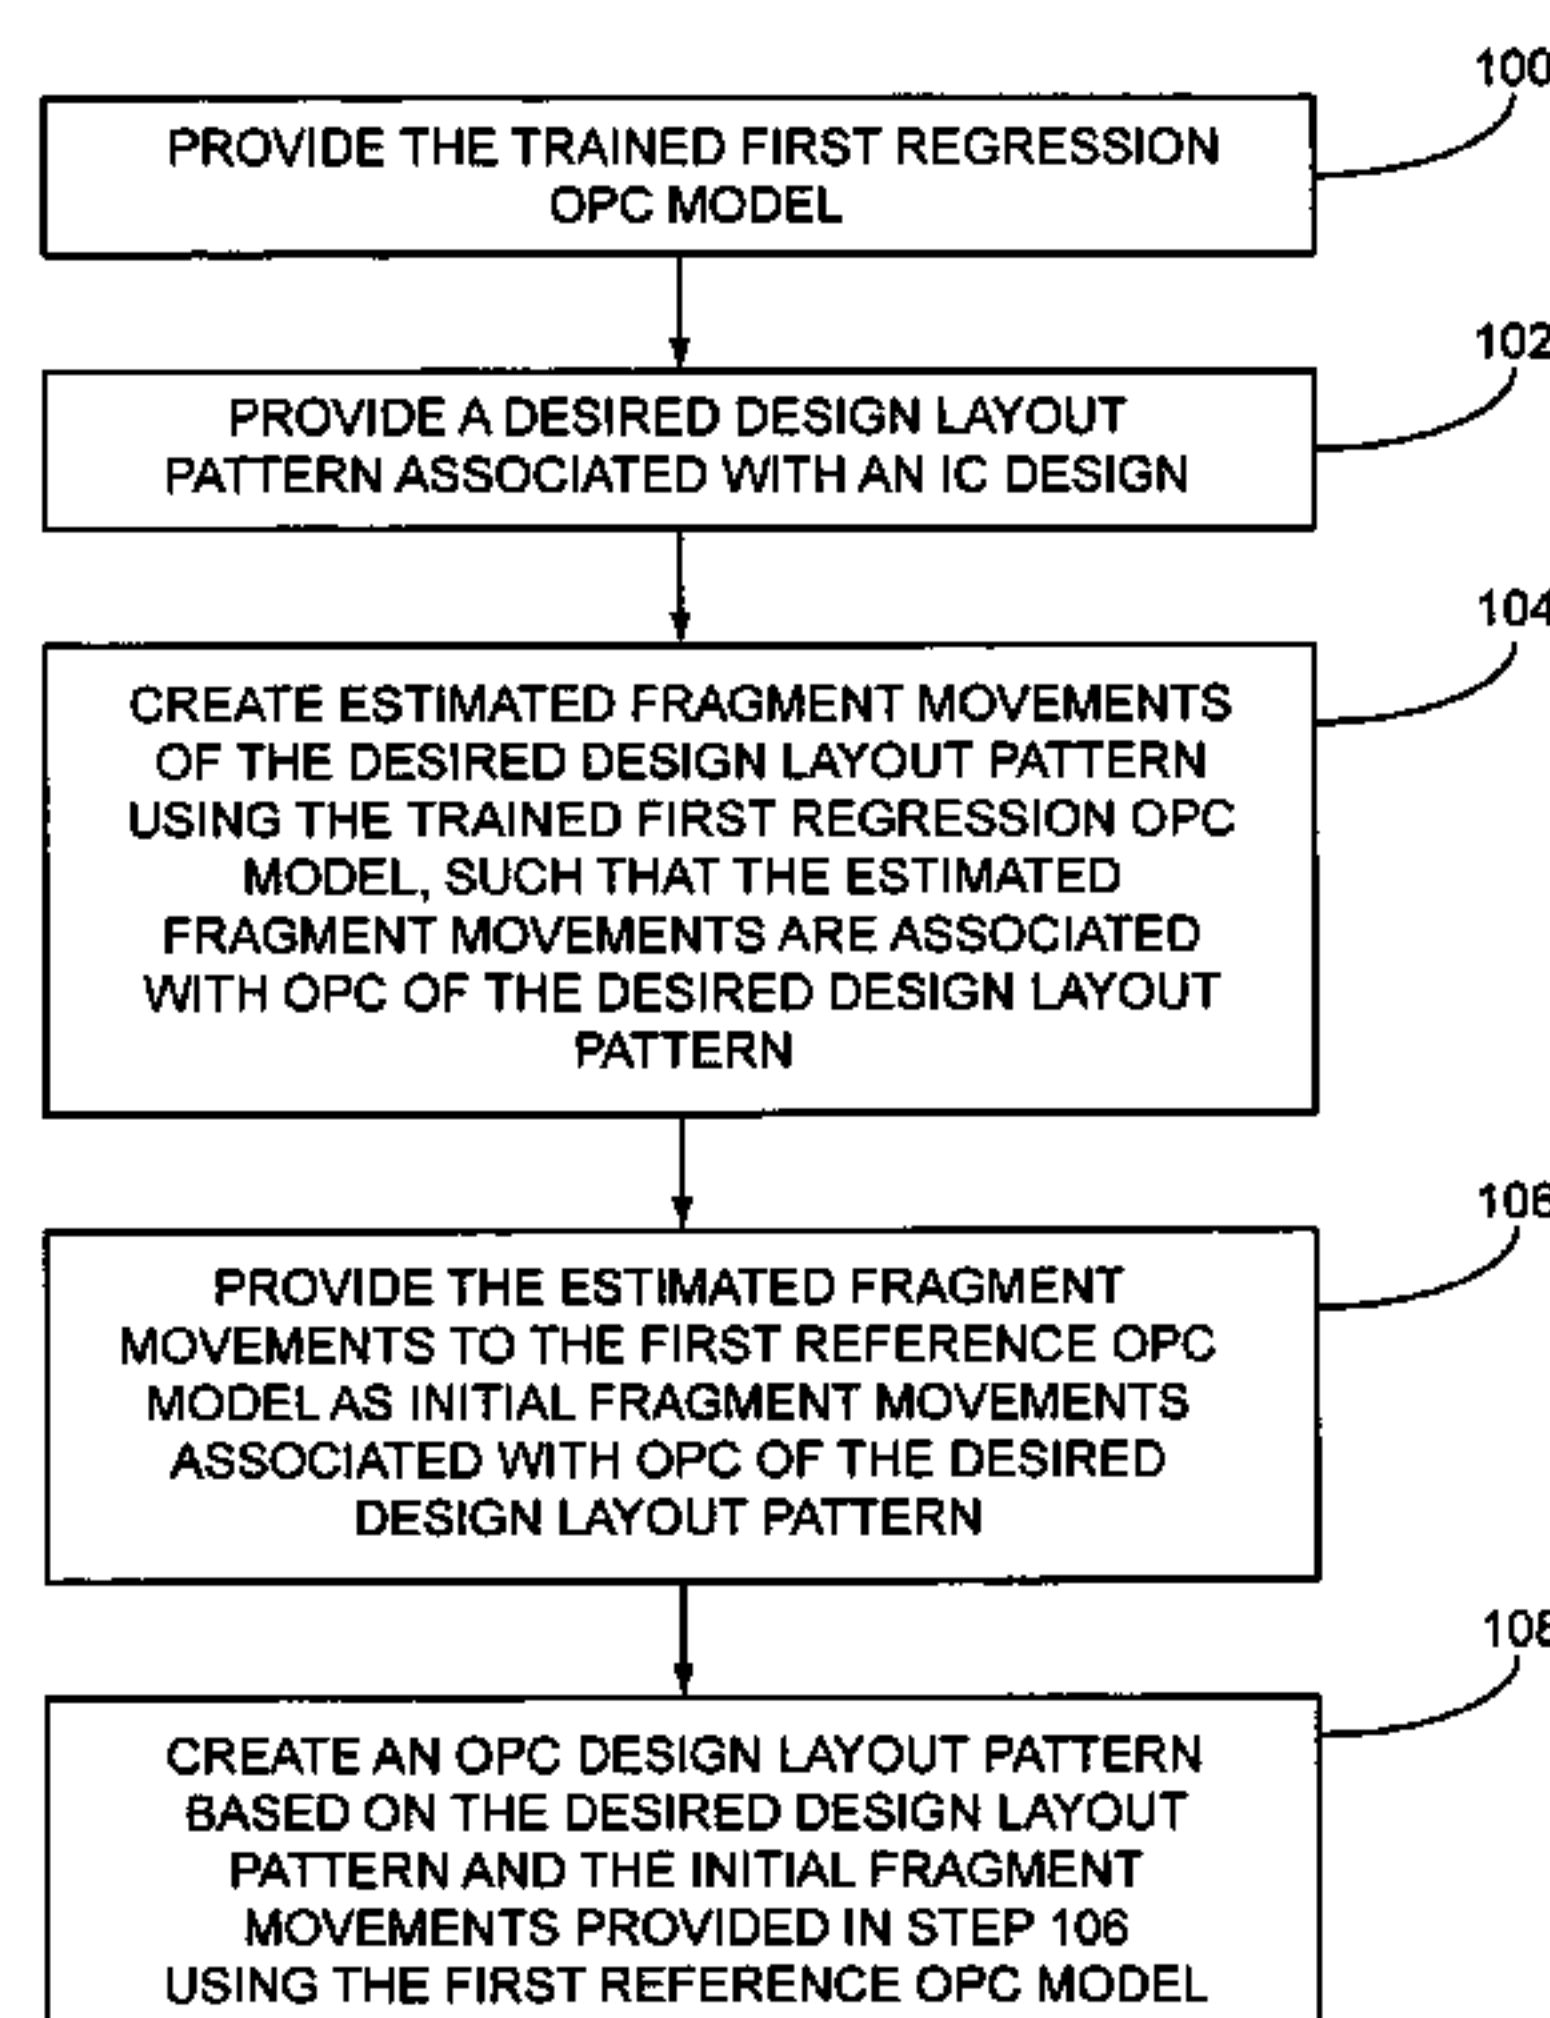 100
PROVIDE THE TRAINED FIRST REGRESSION
OPC MODEL
102
PROVIDE A DESIRED DESIGN LAYOUT
PATTERN ASSOCIATED WITH AN IC DESIGN
104
CREATE ESTIMATED FRAGMENT MOVEMENTS
OF THE DESIRED DESIGN LAYOUT PATTERN
USING THE TRAINED FIRST REGRESSION OPC
MODEL, SUCH THAT THE ESTIMATED
FRAGMENT MOVEMENTS ARE ASSOCIATED
WITH OPC OF THE DESIRED DESIGN LAYOUT
PATTERN
106
PROVIDE THE ESTIMATED FRAGMENT
MOVEMENTS TO THE FIRST REFERENCE OPC
MODEL AS INITIAL FRAGMENT MOVEMENTS
ASSOCIATED WITH OPC OF THE DESIRED
DESIGN LAYOUT PATTERN
108
CREATE AN OPC DESIGN LAYOUT PATTERN
BASED ON THE DESIRED DESIGN LAYOUT
PATTERN AND THE INITIAL FRAGMENT
MOVEMENTS PROVIDED IN STEP 106
USING THE FIRST REFERENCE OPC MODEL